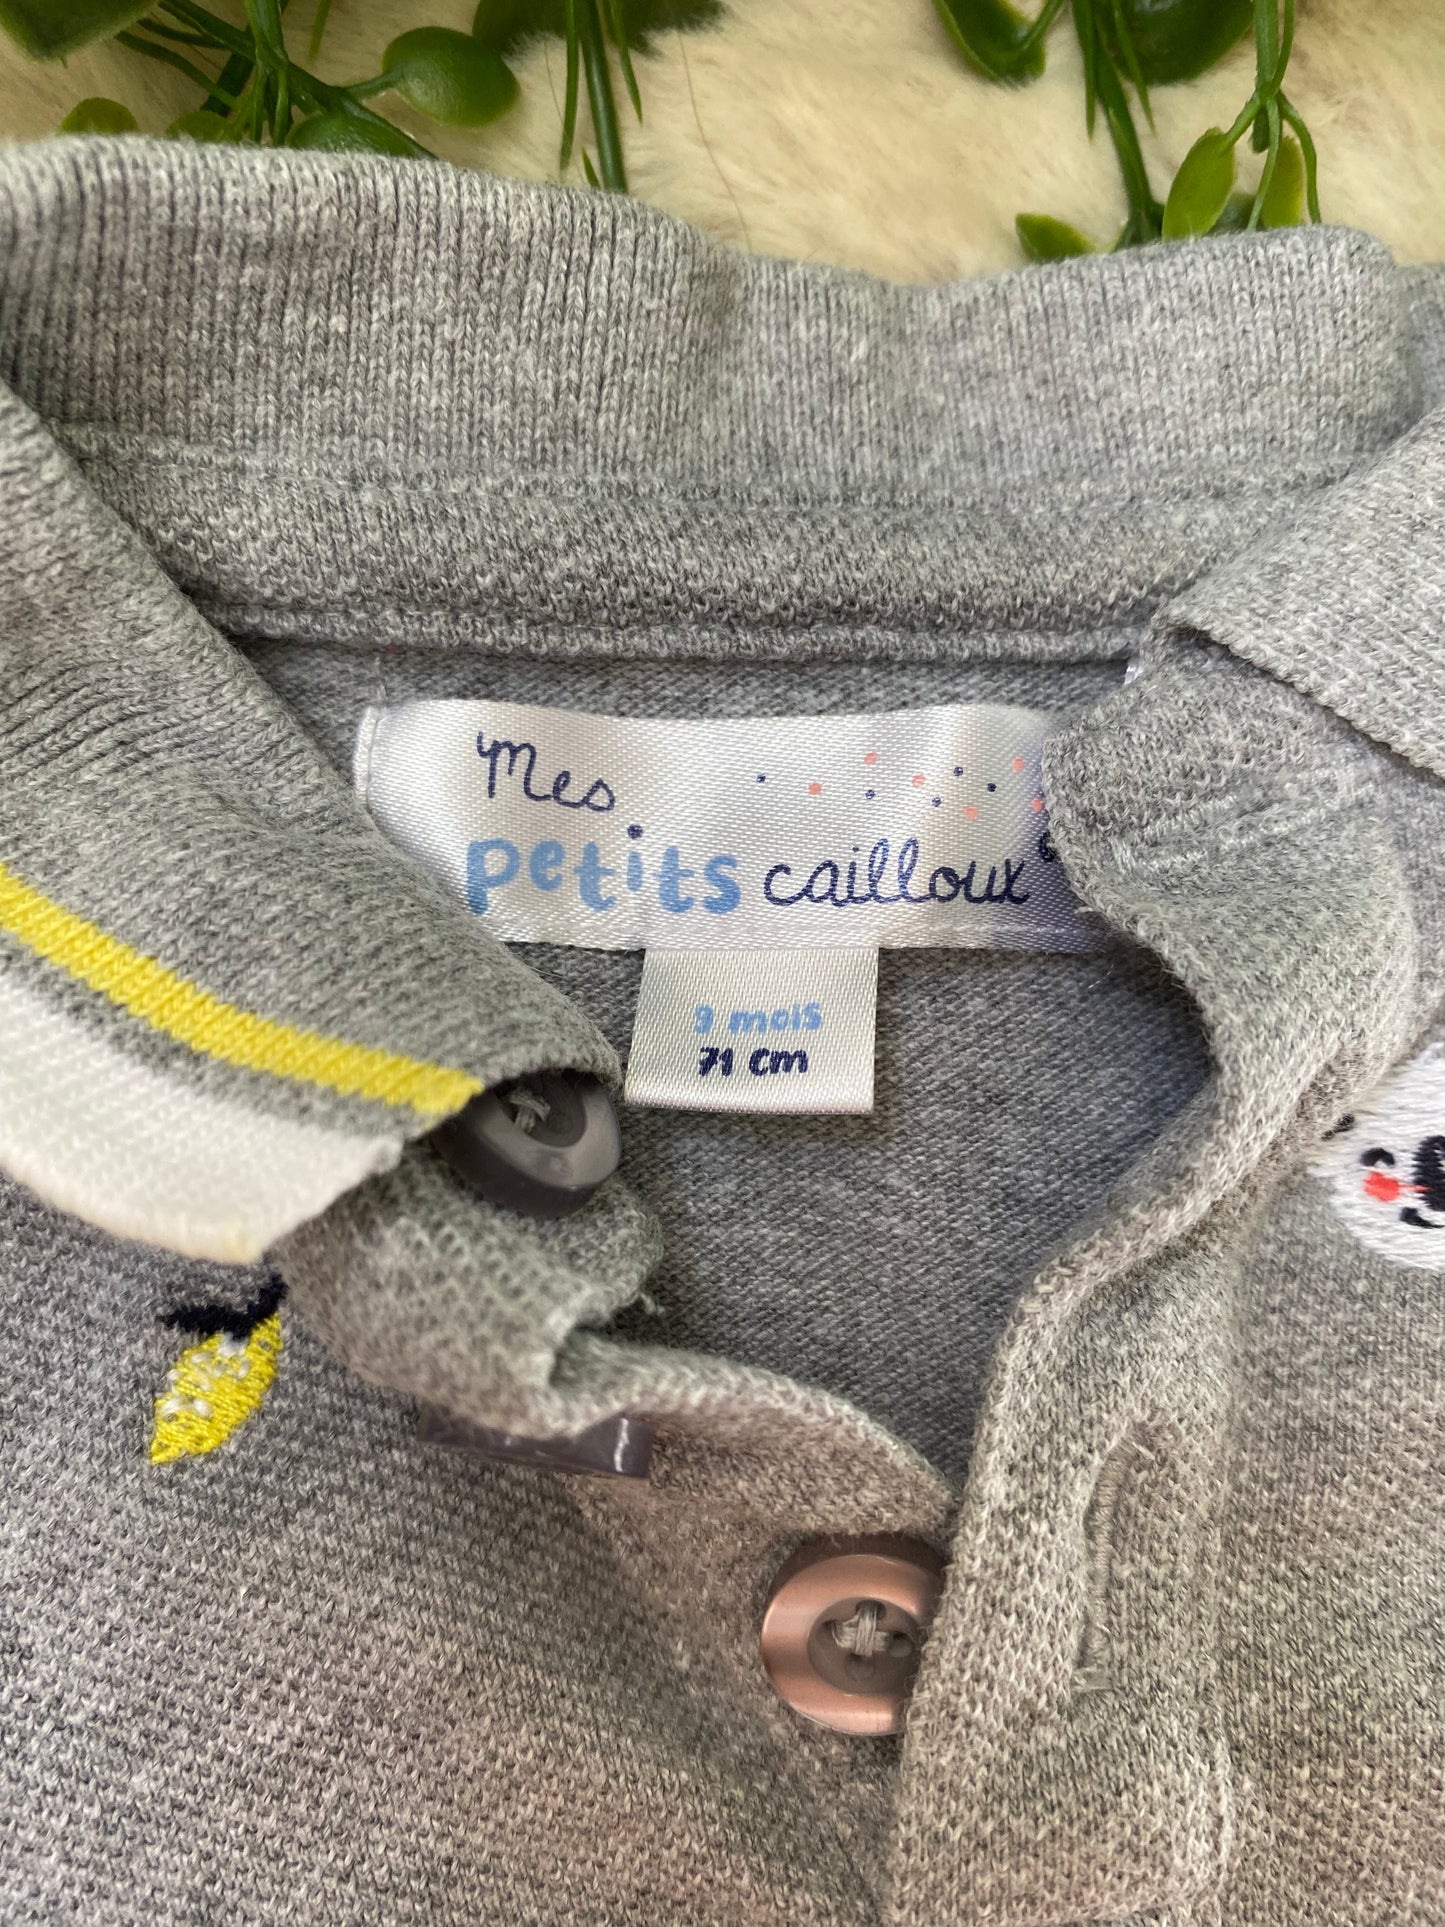 Mes
petits cailloux
9 mois
71 cm